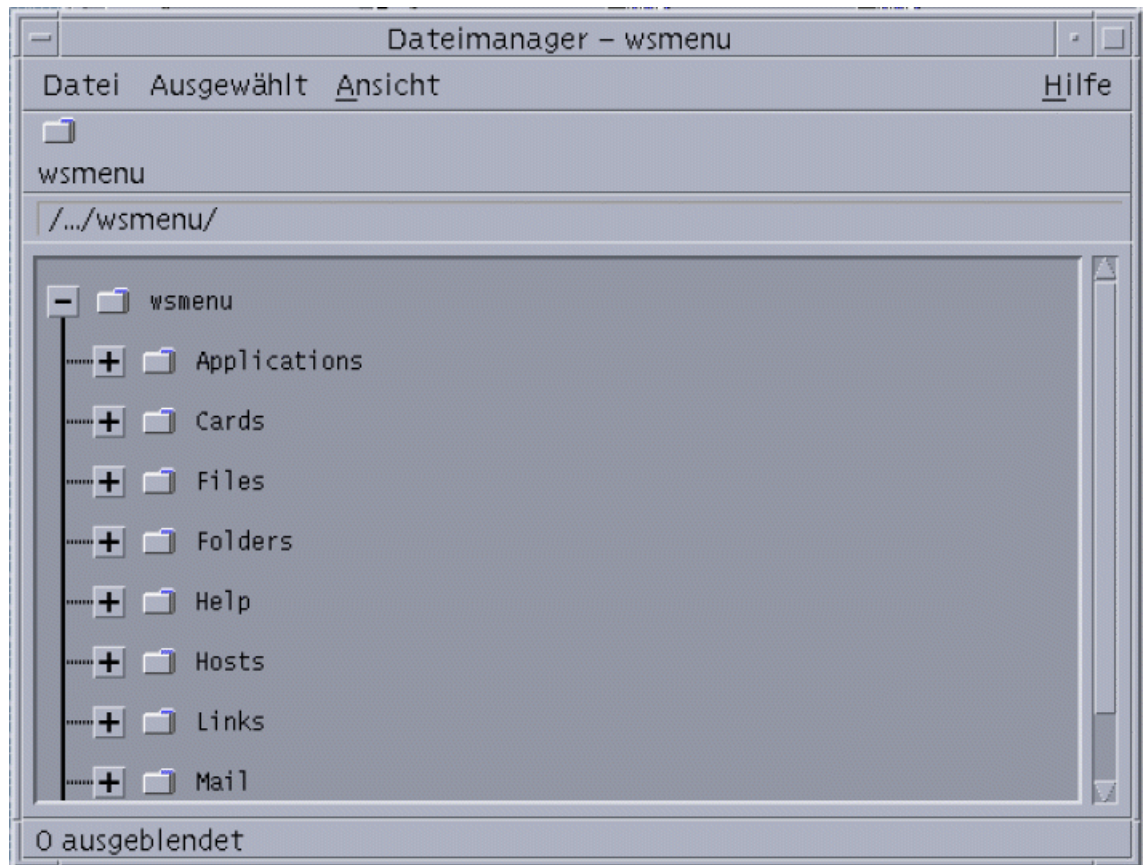 Dateimanager – wsmenu
Datei Ausgewählt Ansicht Hilfe
wsmenu
/.../wsmenu/
wsmenu
Applications
Cards
Files
Folders
Help
Hosts
Links
Mail
0 ausgeblendet